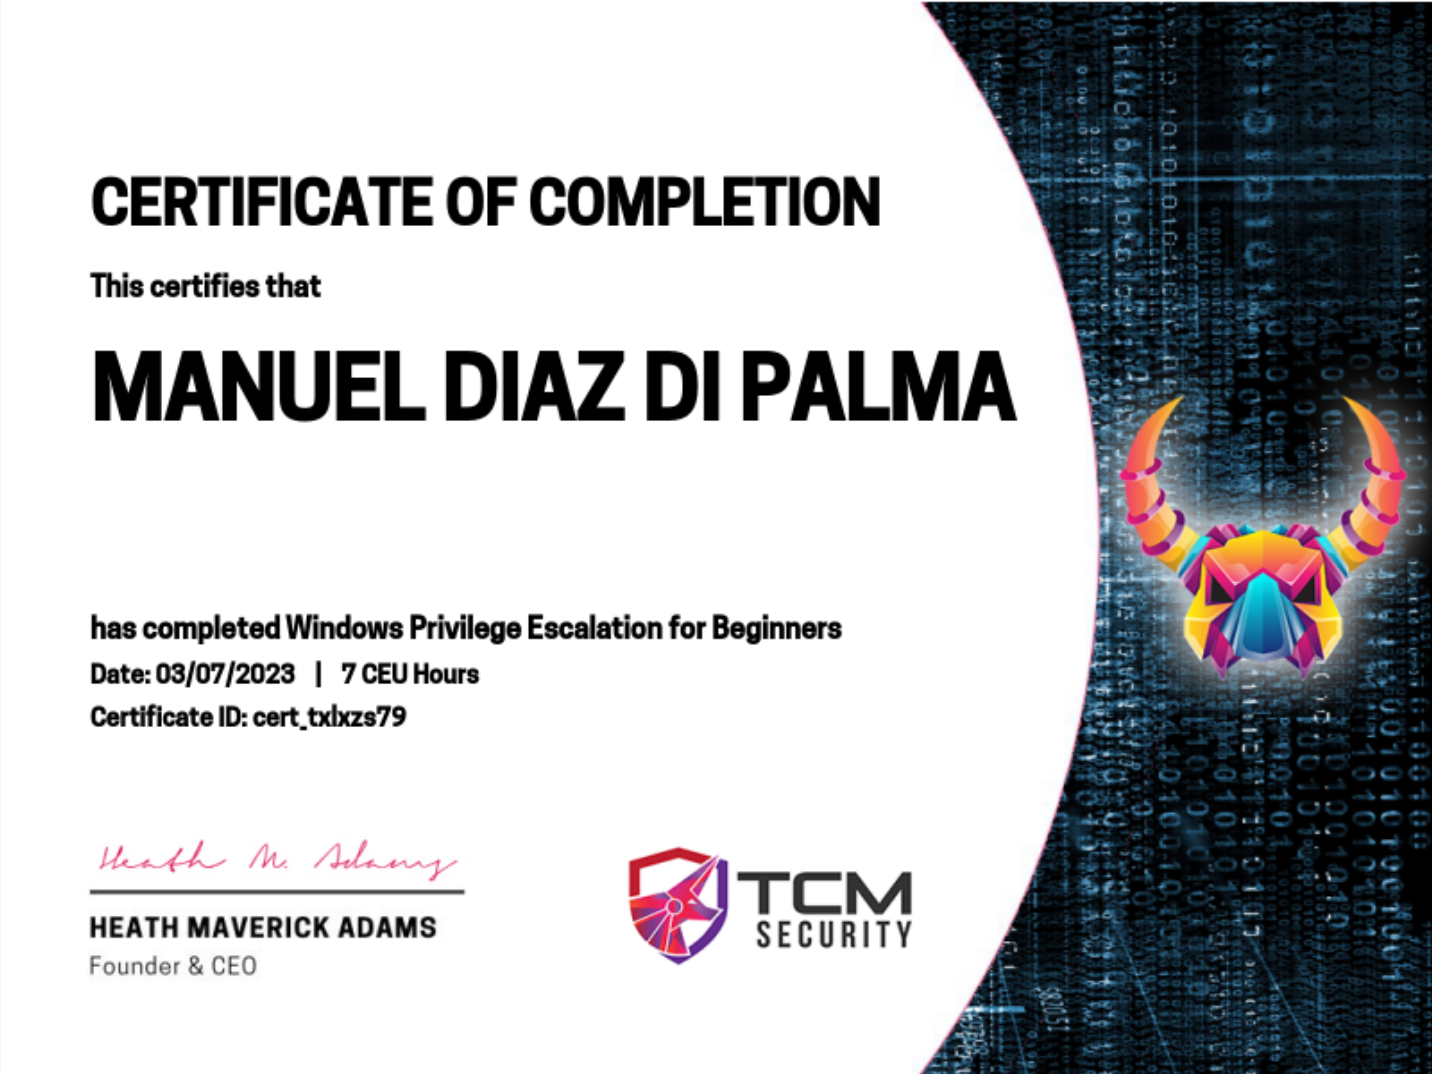 CERTIFICATE OF COMPLETION
This certifies that
MANUEL DIAZ DI PALMA
has completed Windows Privilege Escalation for Beginners
Date: 03/07/2023 | 7 CEU Hours
Certificate ID: cert_txlxzs79
Heath M. Adams
HEATH MAVERICK ADAMS
Founder & CEO
TCM
SECURITY